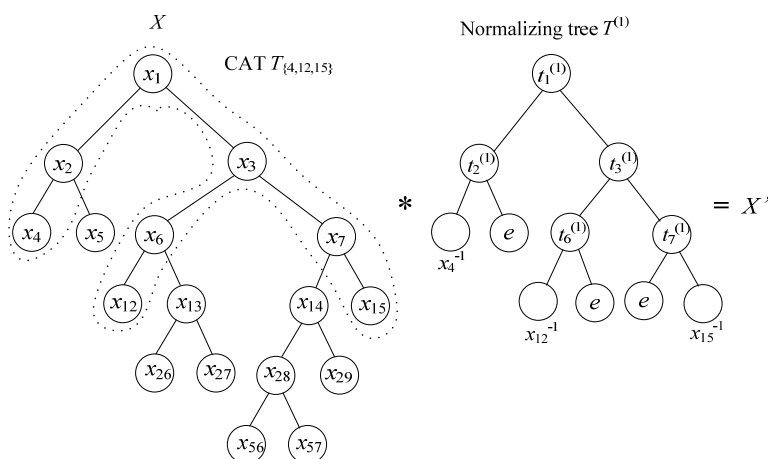 X
Normalizing tree T⁽¹⁾
CAT T{4,12,15}
x₁
t₁⁽¹⁾
x₂
x₃
t₂⁽¹⁾
t₃⁽¹⁾
x₄
x₅
x₆
x₇
*
e
t₆⁽¹⁾
t₇⁽¹⁾
= X'
x₄⁻¹
x₁₂
x₁₃
x₁₄
x₁₅
e
e
x₁₂⁻¹
x₁₅⁻¹
x₂₆
x₂₇
x₂₈
x₂₉
x₅₆
x₅₇